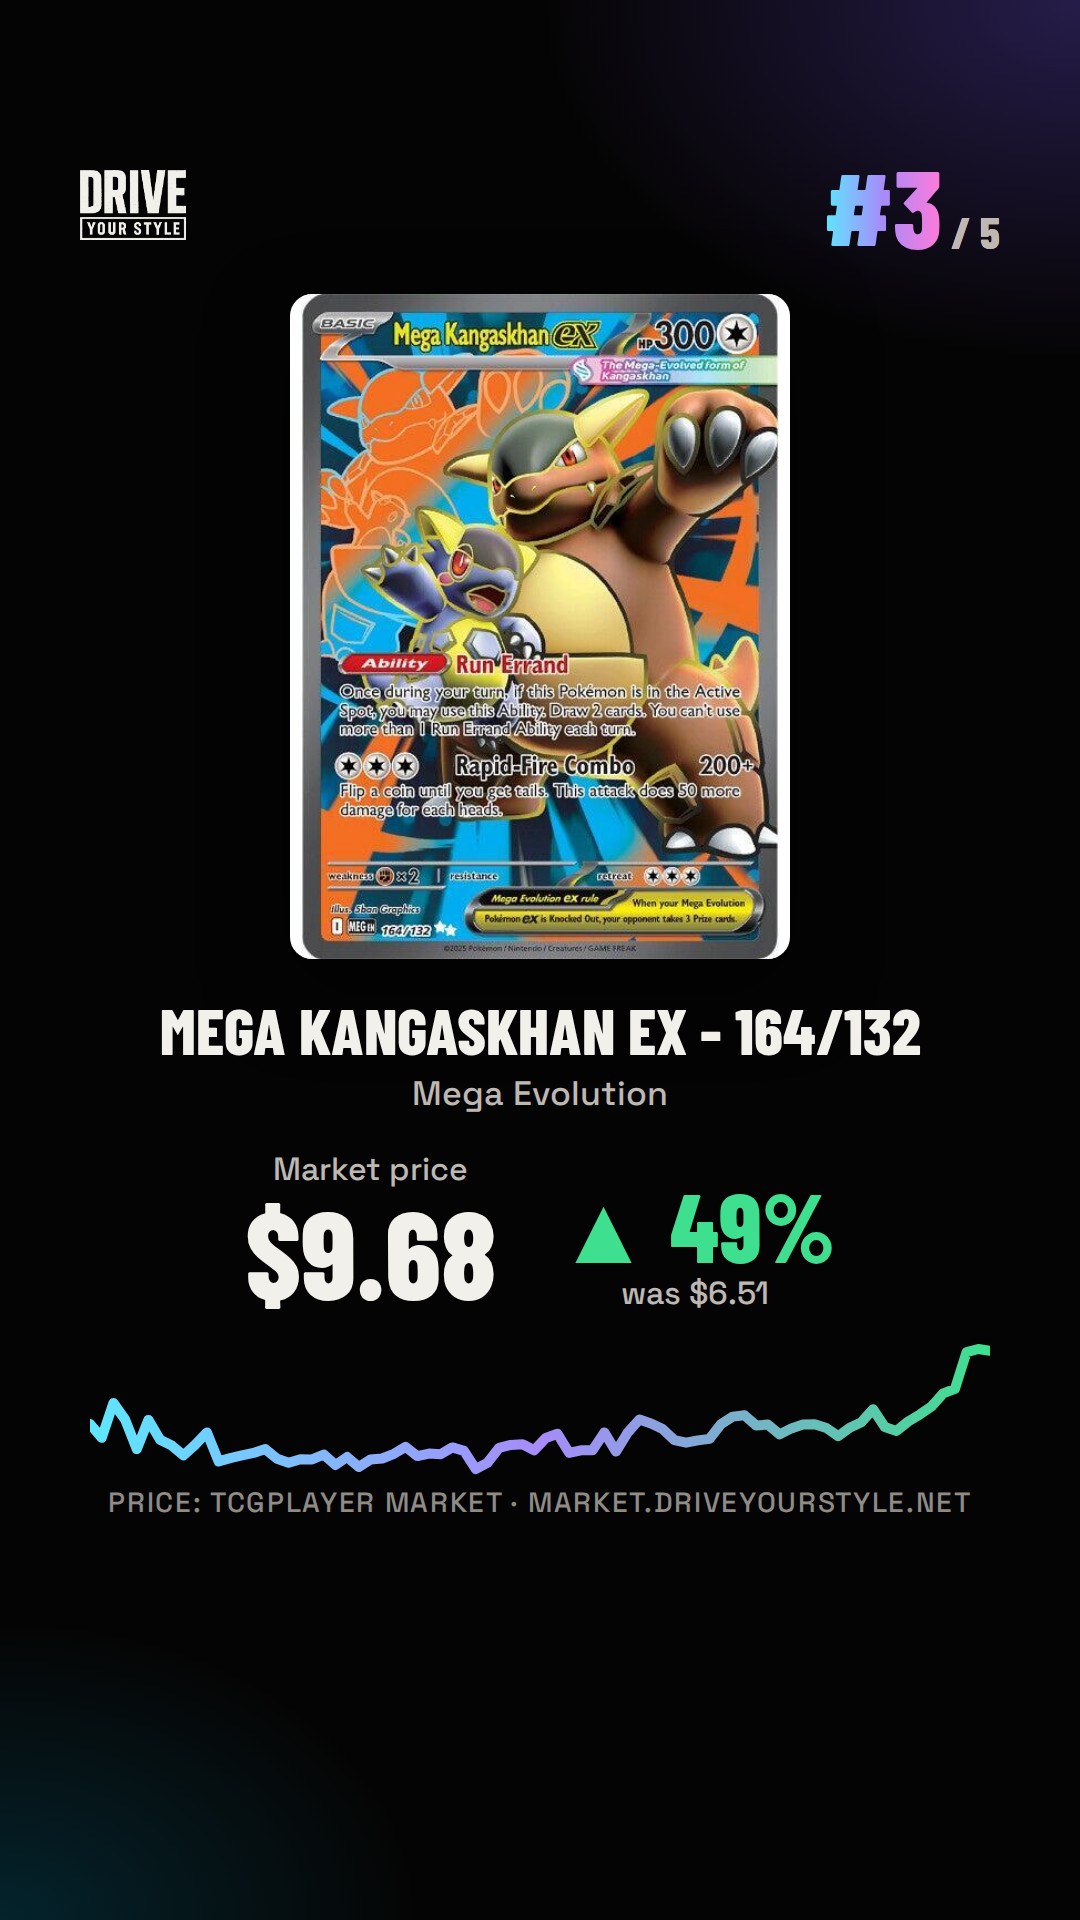 DRIVE
YOUR STYLE
#3 / 5
BASIC
Mega Kangaskhan ex
HP 300
The Mega-Evolved form of
Kangaskhan
Ability Run Errand
Once during your turn, if this Pokémon is in the Active
Spot, you may use this Ability. Draw 2 cards. You can't use
more than 1 Run Errand Ability each turn.
Rapid-Fire Combo 200+
Flip a coin until you get tails. This attack does 50 more
damage for each heads.
weakness ×2 resistance retreat
Illus. 5ban Graphics
Mega Evolution ex rule
When your Mega Evolution
Pokémon ex is Knocked Out, your opponent takes 3 Prize cards.
I MEG EN 164/132
©2025 Pokémon / Nintendo / Creatures / GAME FREAK
MEGA KANGASKHAN EX - 164/132
Mega Evolution
Market price
$9.68
▲ 49%
was $6.51
PRICE: TCGPLAYER MARKET · MARKET.DRIVEYOURSTYLE.NET